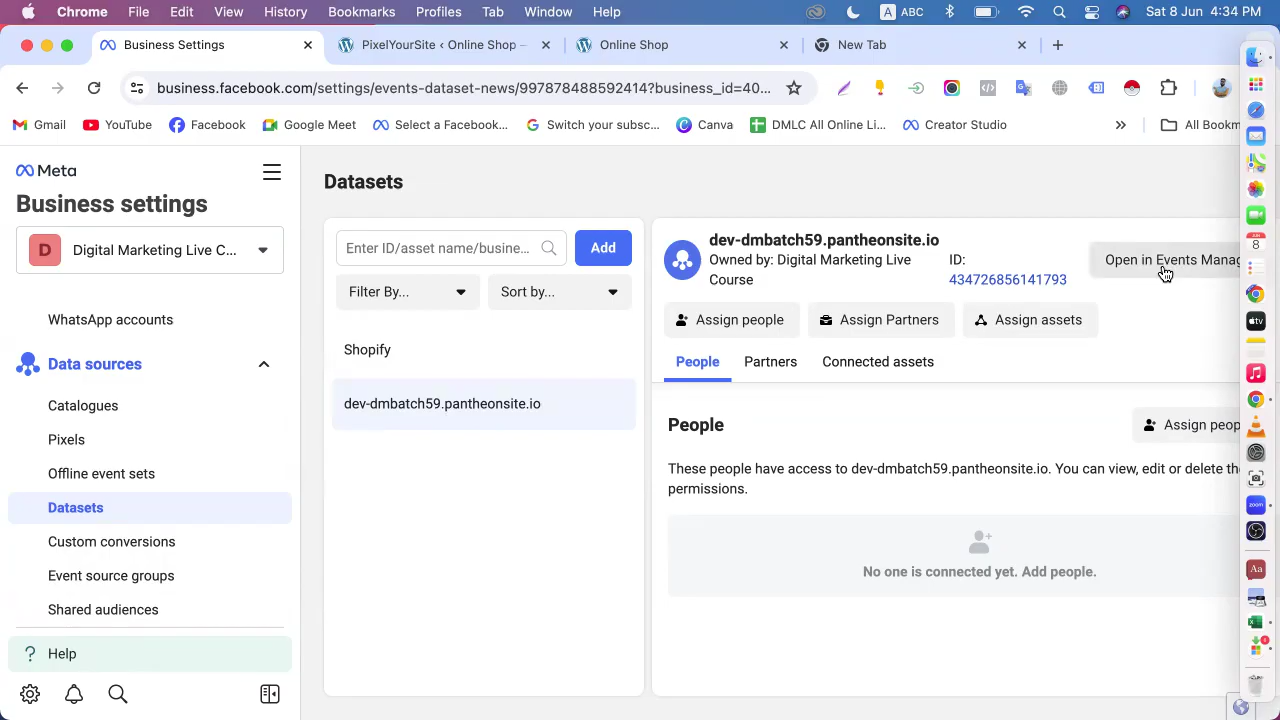 Chrome File Edit View History Bookmarks Profiles Tab Window Help A ABC Sat 8 Jun 4:34 PM
Business Settings PixelYourSite ‹ Online Shop – Online Shop New Tab
business.facebook.com/settings/events-dataset-news/997378488592414?business_id=40...
Gmail YouTube Facebook Google Meet Select a Facebook... Switch your subsc... Canva DMLC All Online Li... Creator Studio » All Bookm
Meta
Business settings
D Digital Marketing Live C...
WhatsApp accounts
Data sources
Catalogues
Pixels
Offline event sets
Datasets
Custom conversions
Event source groups
Shared audiences
? Help
Datasets
Enter ID/asset name/busine... Add
Filter By... Sort by...
Shopify
dev-dmbatch59.pantheonsite.io
dev-dmbatch59.pantheonsite.io
Owned by: Digital Marketing Live Course
ID: 434726856141793
Open in Events Manag
Assign people Assign Partners Assign assets
People Partners Connected assets
People
Assign peop
These people have access to dev-dmbatch59.pantheonsite.io. You can view, edit or delete the
permissions.
No one is connected yet. Add people.
JUN
8
tv
zoom
Aa